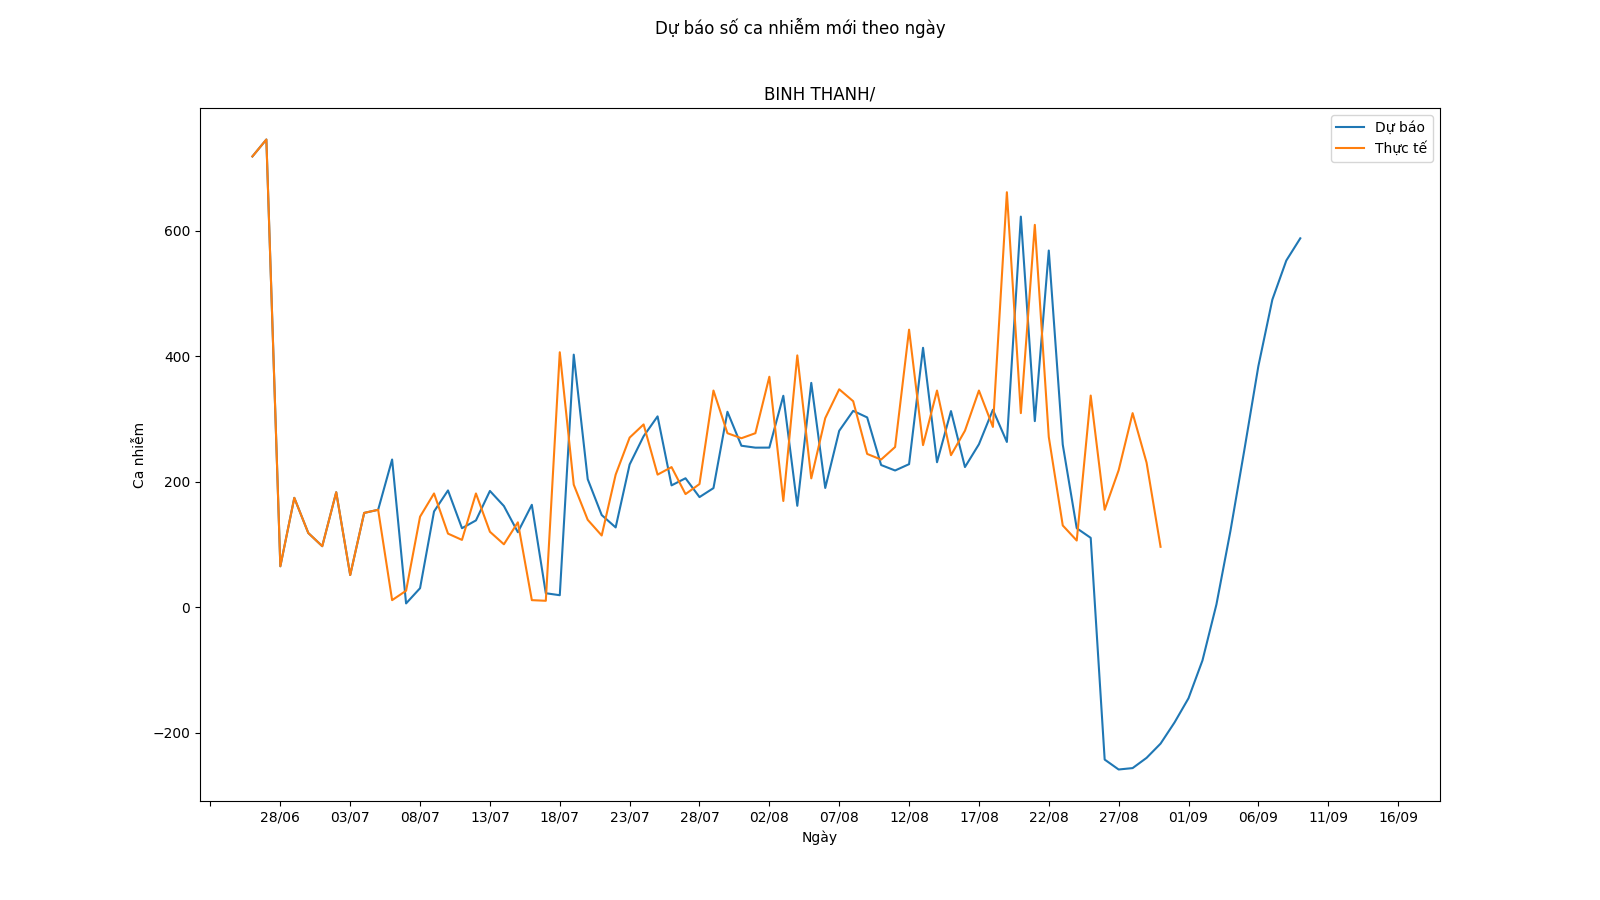 Dự báo số ca nhiễm mới theo ngày
BINH THANH/
Dự báo
Thực tế
600
400
200
0
−200
Ca nhiễm
28/06 03/07 08/07 13/07 18/07 23/07 28/07 02/08 07/08 12/08 17/08 22/08 27/08 01/09 06/09 11/09 16/09
Ngày